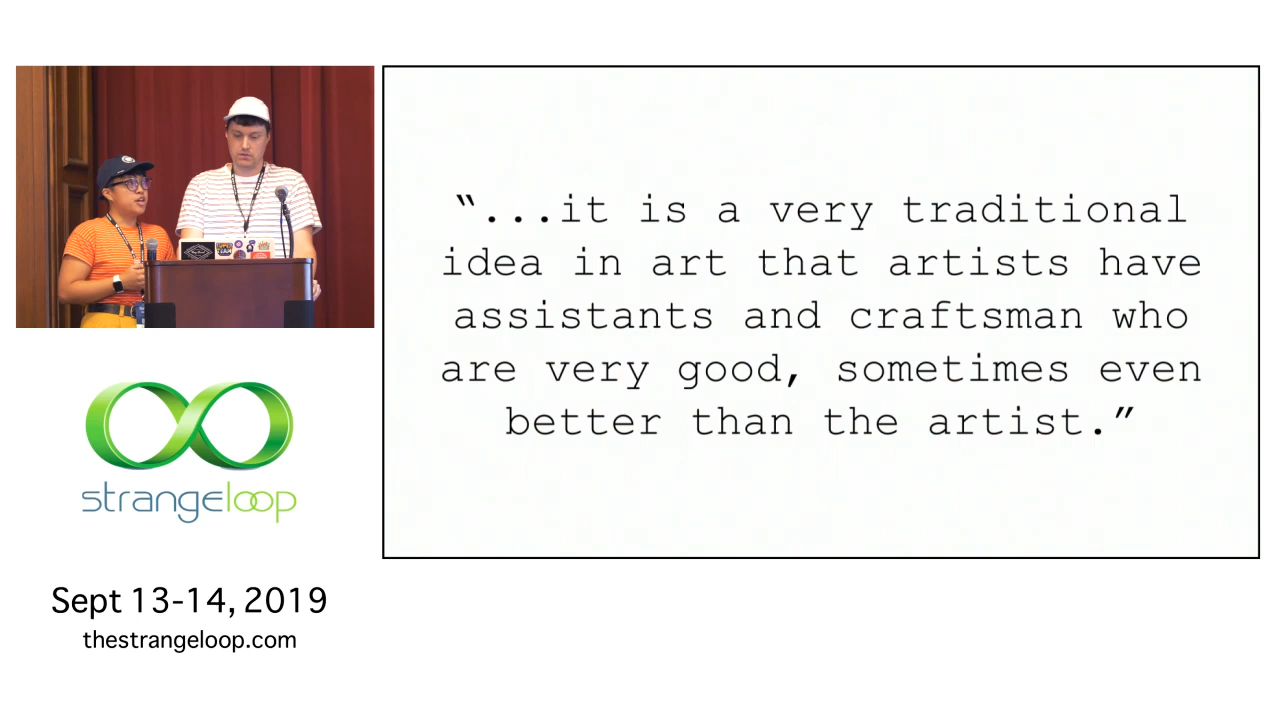 “...it is a very traditional
idea in art that artists have
assistants and craftsman who
are very good, sometimes even
better than the artist.”
strangeloop
Sept 13-14, 2019
thestrangeloop.com